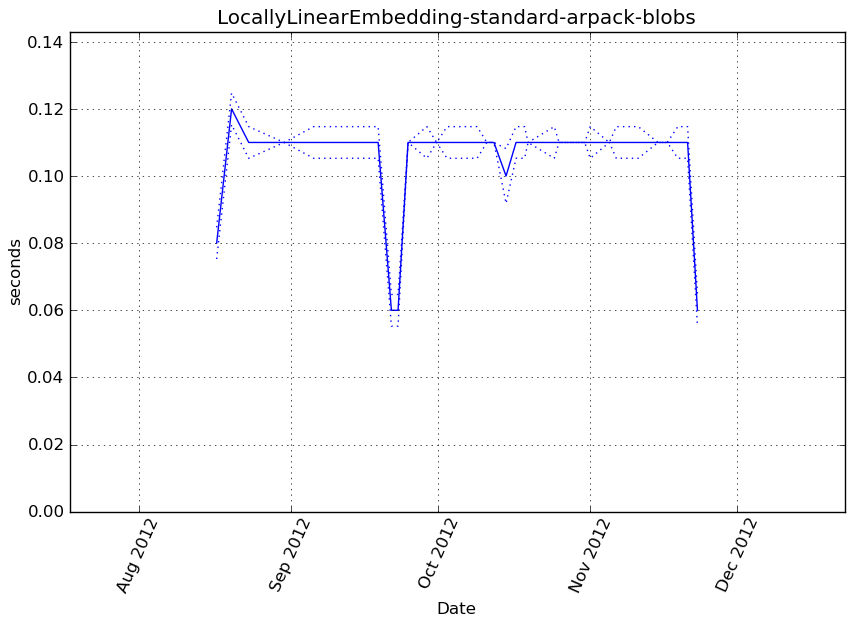 LocallyLinearEmbedding-standard-arpack-blobs
0.14
0.12
0.10
0.08
0.06
0.04
0.02
0.00
seconds
Aug 2012
Sep 2012
Oct 2012
Nov 2012
Dec 2012
Date